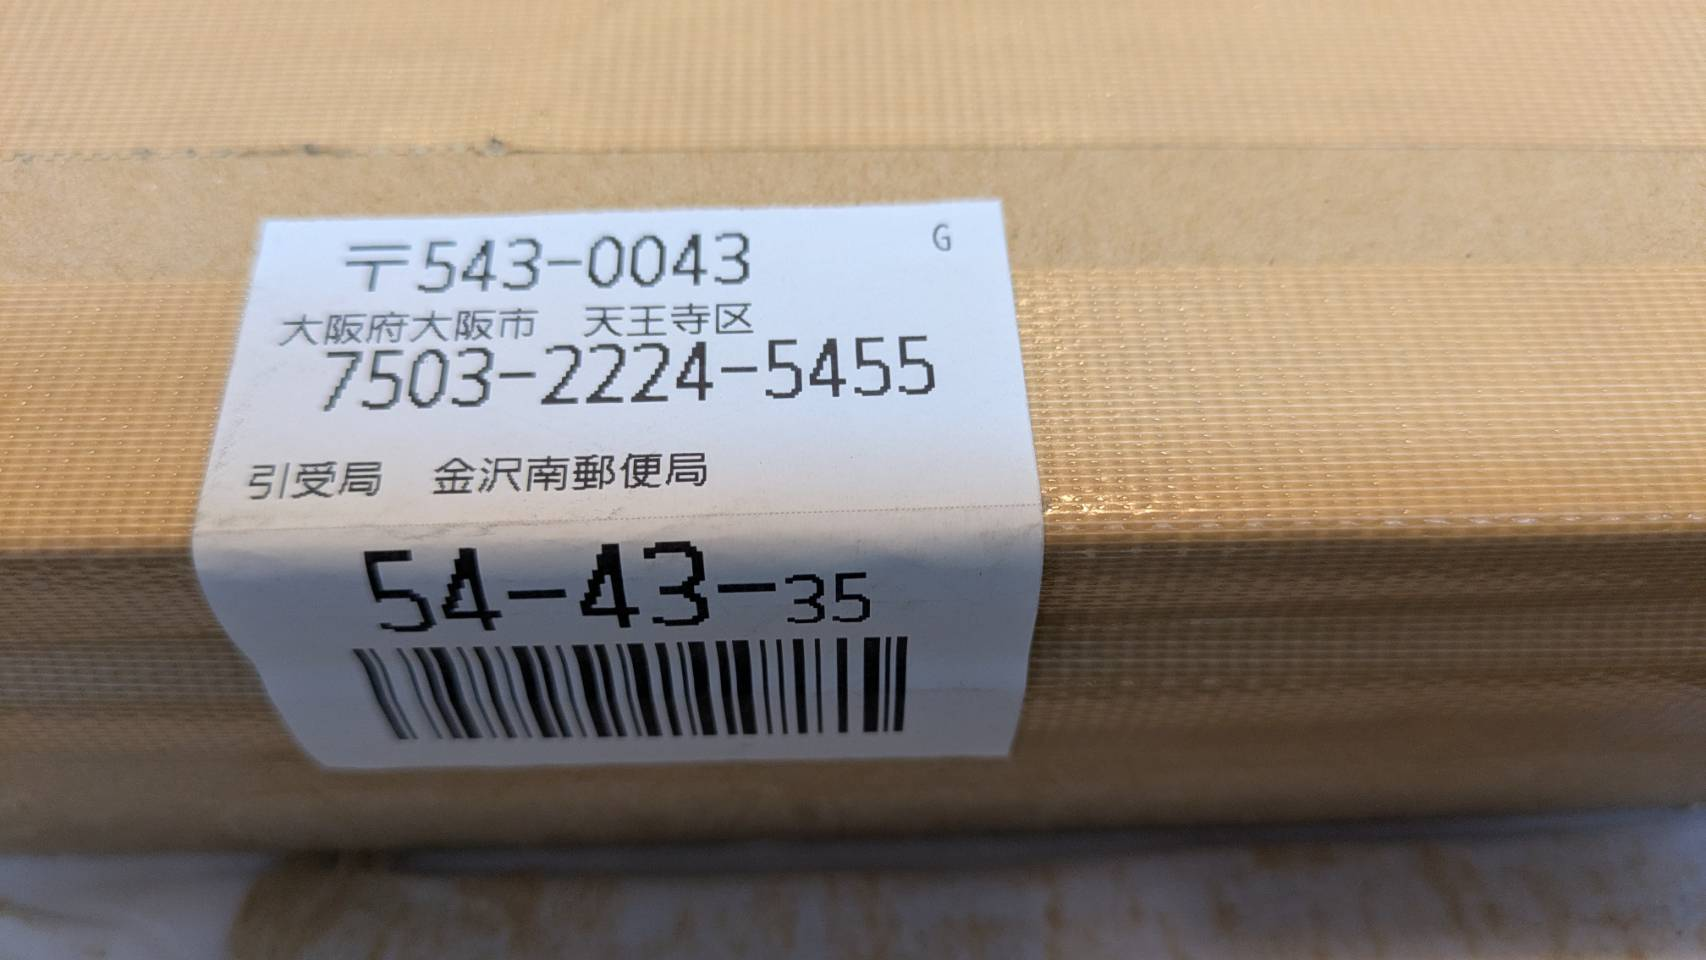 〒543-0043
G
大阪府大阪市　天王寺区
7503-2224-5455
引受局　金沢南郵便局
54-43-35